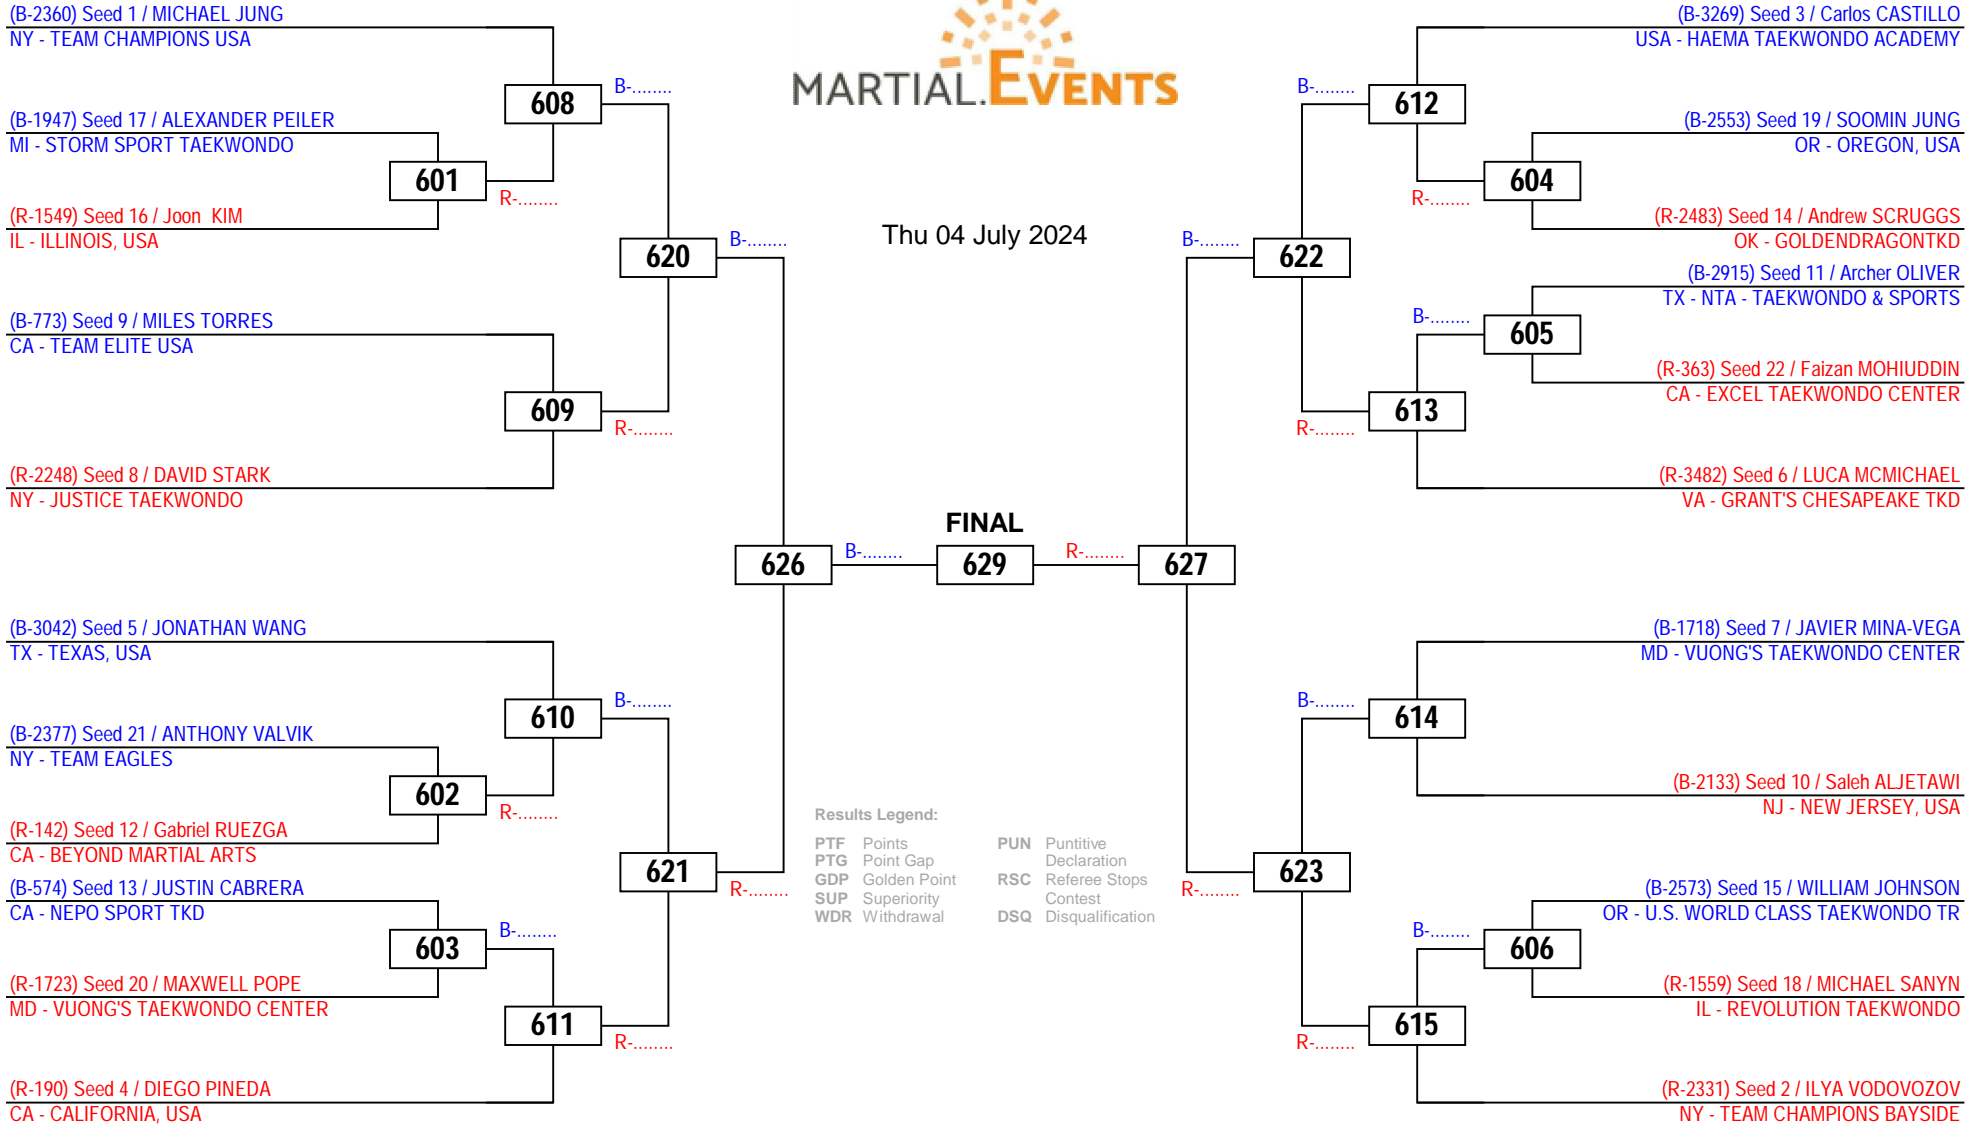 (B-2360) Seed 1 / MICHAEL JUNG
NY - TEAM CHAMPIONS USA
(B-1947) Seed 17 / ALEXANDER PEILER
MI - STORM SPORT TAEKWONDO
(R-1549) Seed 16 / Joon  KIM
IL - ILLINOIS, USA
(B-773) Seed 9 / MILES TORRES
CA - TEAM ELITE USA
(R-2248) Seed 8 / DAVID STARK
NY - JUSTICE TAEKWONDO
(B-3042) Seed 5 / JONATHAN WANG
TX - TEXAS, USA
(B-2377) Seed 21 / ANTHONY VALVIK
NY - TEAM EAGLES
(R-142) Seed 12 / Gabriel RUEZGA
CA - BEYOND MARTIAL ARTS
(B-574) Seed 13 / JUSTIN CABRERA
CA - NEPO SPORT TKD
(R-1723) Seed 20 / MAXWELL POPE
MD - VUONG'S TAEKWONDO CENTER
(R-190) Seed 4 / DIEGO PINEDA
CA - CALIFORNIA, USA
601
R-........
602
R-........
603
B-........
608
B-........
609
R-........
610
B-........
611
R-........
620
B-........
621
R-........
626
B-........
MARTIAL.EVENTS
Thu 04 July 2024
FINAL
629
R-........
627
Results Legend:
PTF Points
PTG Point Gap
GDP Golden Point
SUP Superiority
WDR Withdrawal
PUN Puntitive
Declaration
RSC Referee Stops
Contest
DSQ Disqualification
B-........
622
R-........
623
B-........
612
R-........
613
B-........
614
R-........
615
R-........
604
B-........
605
B-........
606
(B-3269) Seed 3 / Carlos CASTILLO
USA - HAEMA TAEKWONDO ACADEMY
(B-2553) Seed 19 / SOOMIN JUNG
OR - OREGON, USA
(R-2483) Seed 14 / Andrew SCRUGGS
OK - GOLDENDRAGONTKD
(B-2915) Seed 11 / Archer OLIVER
TX - NTA - TAEKWONDO & SPORTS
(R-363) Seed 22 / Faizan MOHIUDDIN
CA - EXCEL TAEKWONDO CENTER
(R-3482) Seed 6 / LUCA MCMICHAEL
VA - GRANT'S CHESAPEAKE TKD
(B-1718) Seed 7 / JAVIER MINA-VEGA
MD - VUONG'S TAEKWONDO CENTER
(B-2133) Seed 10 / Saleh ALJETAWI
NJ - NEW JERSEY, USA
(B-2573) Seed 15 / WILLIAM JOHNSON
OR - U.S. WORLD CLASS TAEKWONDO TR
(R-1559) Seed 18 / MICHAEL SANYN
IL - REVOLUTION TAEKWONDO
(R-2331) Seed 2 / ILYA VODOVOZOV
NY - TEAM CHAMPIONS BAYSIDE